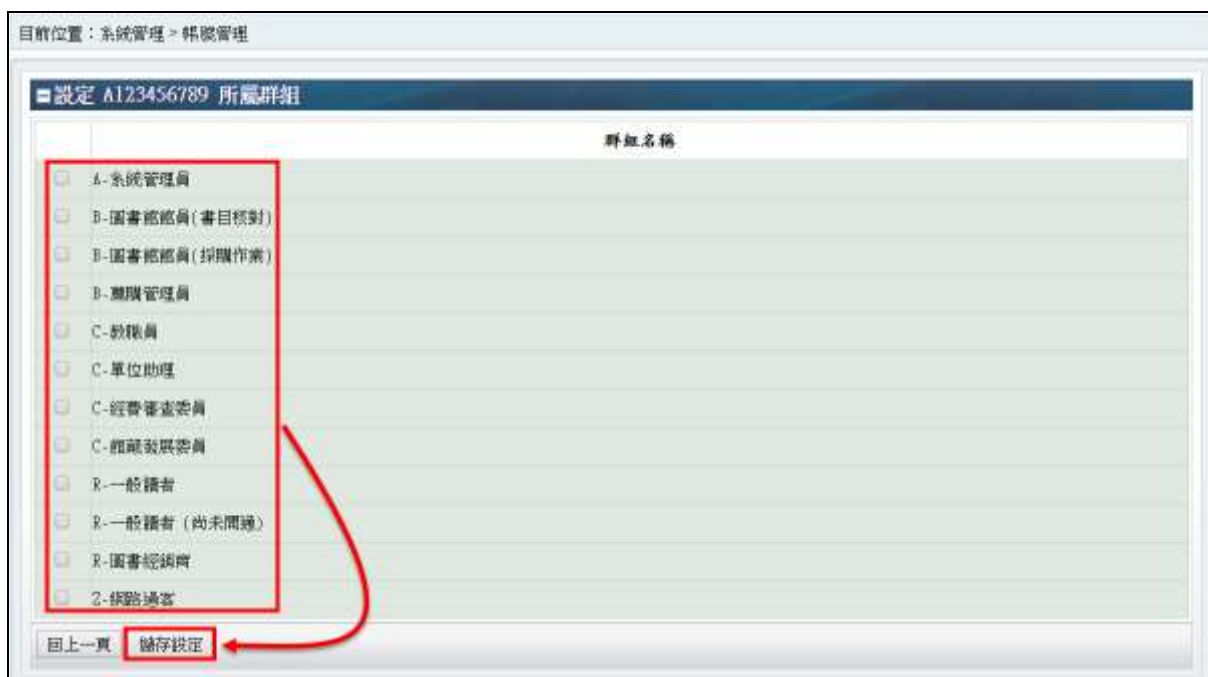 目前位置：系統管理 > 帳號管理
設定 A123456789 所屬群組
群組名稱
A-系統管理員
B-圖書館館員(書目核對)
B-圖書館館員(採購作業)
B-薦購管理員
C-教職員
C-單位助理
C-經費審查委員
C-館藏發展委員
R-一般讀者
R-一般讀者 (尚未開通)
R-圖書經銷商
Z-網路過客
回上一頁 儲存設定